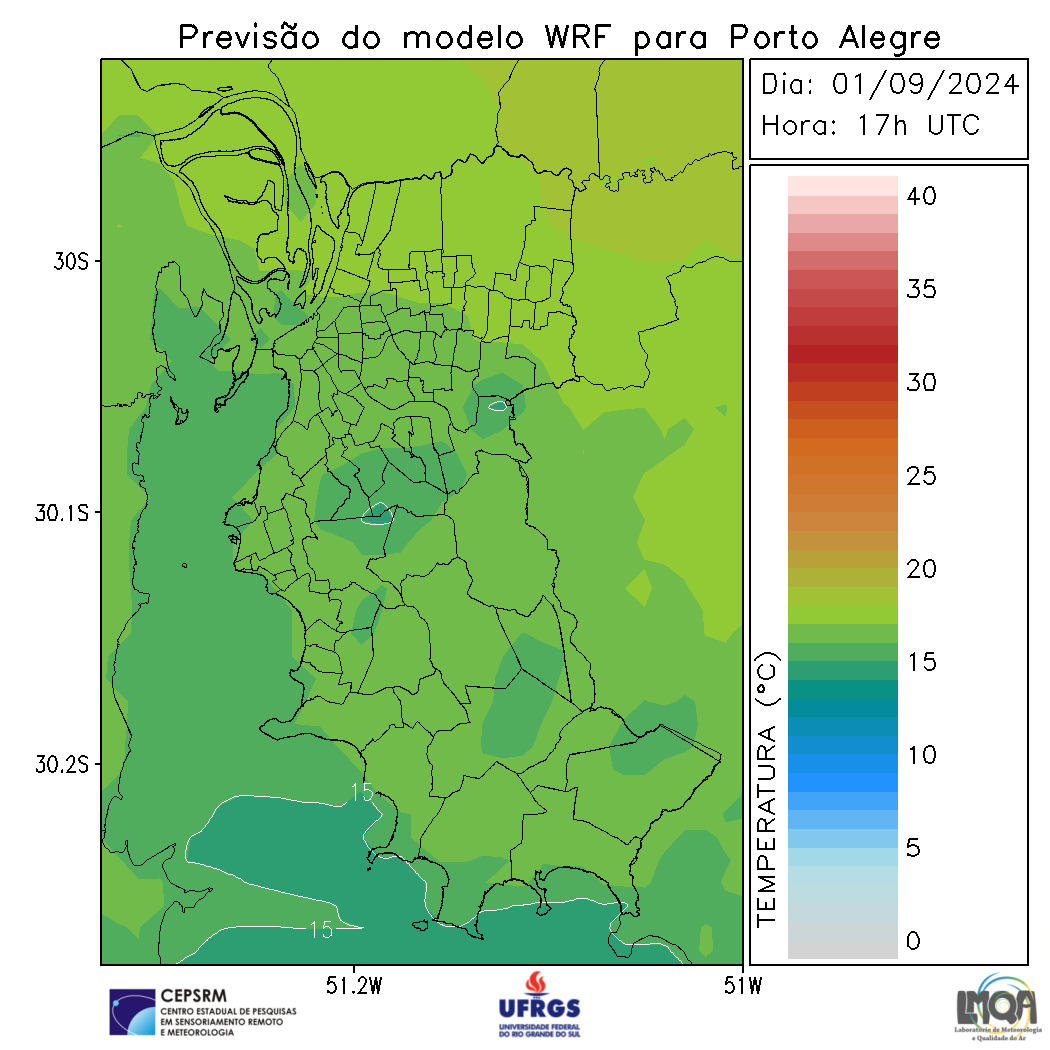 Previsão do modelo WRF para Porto Alegre
Dia: 01/09/2024
Hora: 17h UTC
40
35
30
25
20
15
10
5
0
TEMPERATURA (°C)
30S
30.1S
30.2S
15
15
51.2W
51W
CEPSRM
CENTRO ESTADUAL DE PESQUISAS
EM SENSORIAMENTO REMOTO
E METEOROLOGIA
UFRGS
UNIVERSIDADE FEDERAL
DO RIO GRANDE DO SUL
LMQA
Laboratório de Meteorologia
e Qualidade do Ar